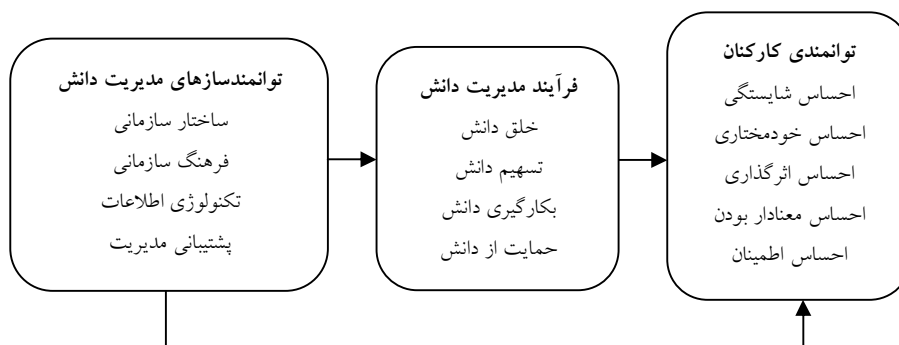 توانمندسازهای مدیریت دانش
ساختار سازمانی
فرهنگ سازمانی
تکنولوژی اطلاعات
پشتیبانی مدیریت
فرآیند مدیریت دانش
خلق دانش
تسهیم دانش
بکارگیری دانش
حمایت از دانش
توانمندی کارکنان
احساس شایستگی
احساس خودمختاری
احساس اثرگذاری
احساس معنادار بودن
احساس اطمینان